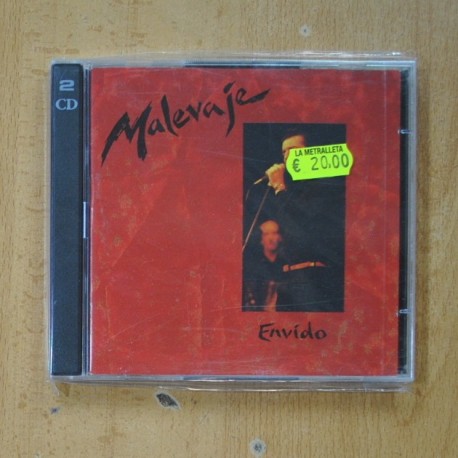 2
CD
Malevaje
LA METRALLETA
€ 20.00
Envido